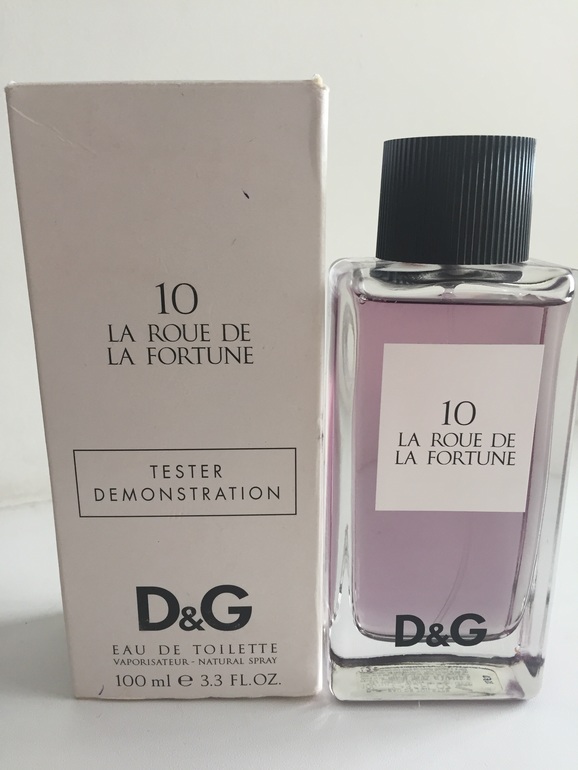 10
LA ROUE DE
LA FORTUNE
TESTER
DEMONSTRATION
D&G
EAU DE TOILETTE
VAPORISATEUR - NATURAL SPRAY
100 ml e 3.3 FL.OZ.
10
LA ROUE DE
LA FORTUNE
D&G